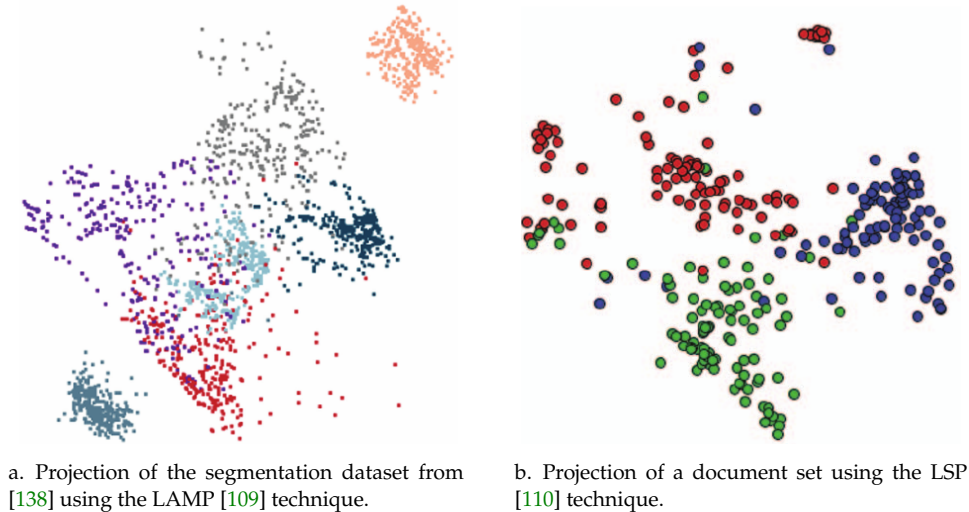 a. Projection of the segmentation dataset from
[138] using the LAMP [109] technique.
b. Projection of a document set using the LSP
[110] technique.